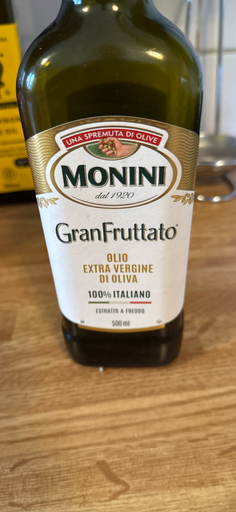 UNA SPREMUTA DI OLIVE
MONINI
dal 1920
GranFruttato
OLIO
EXTRA VERGINE
DI OLIVA
100% ITALIANO
ESTRATTO A FREDDO
500 ml